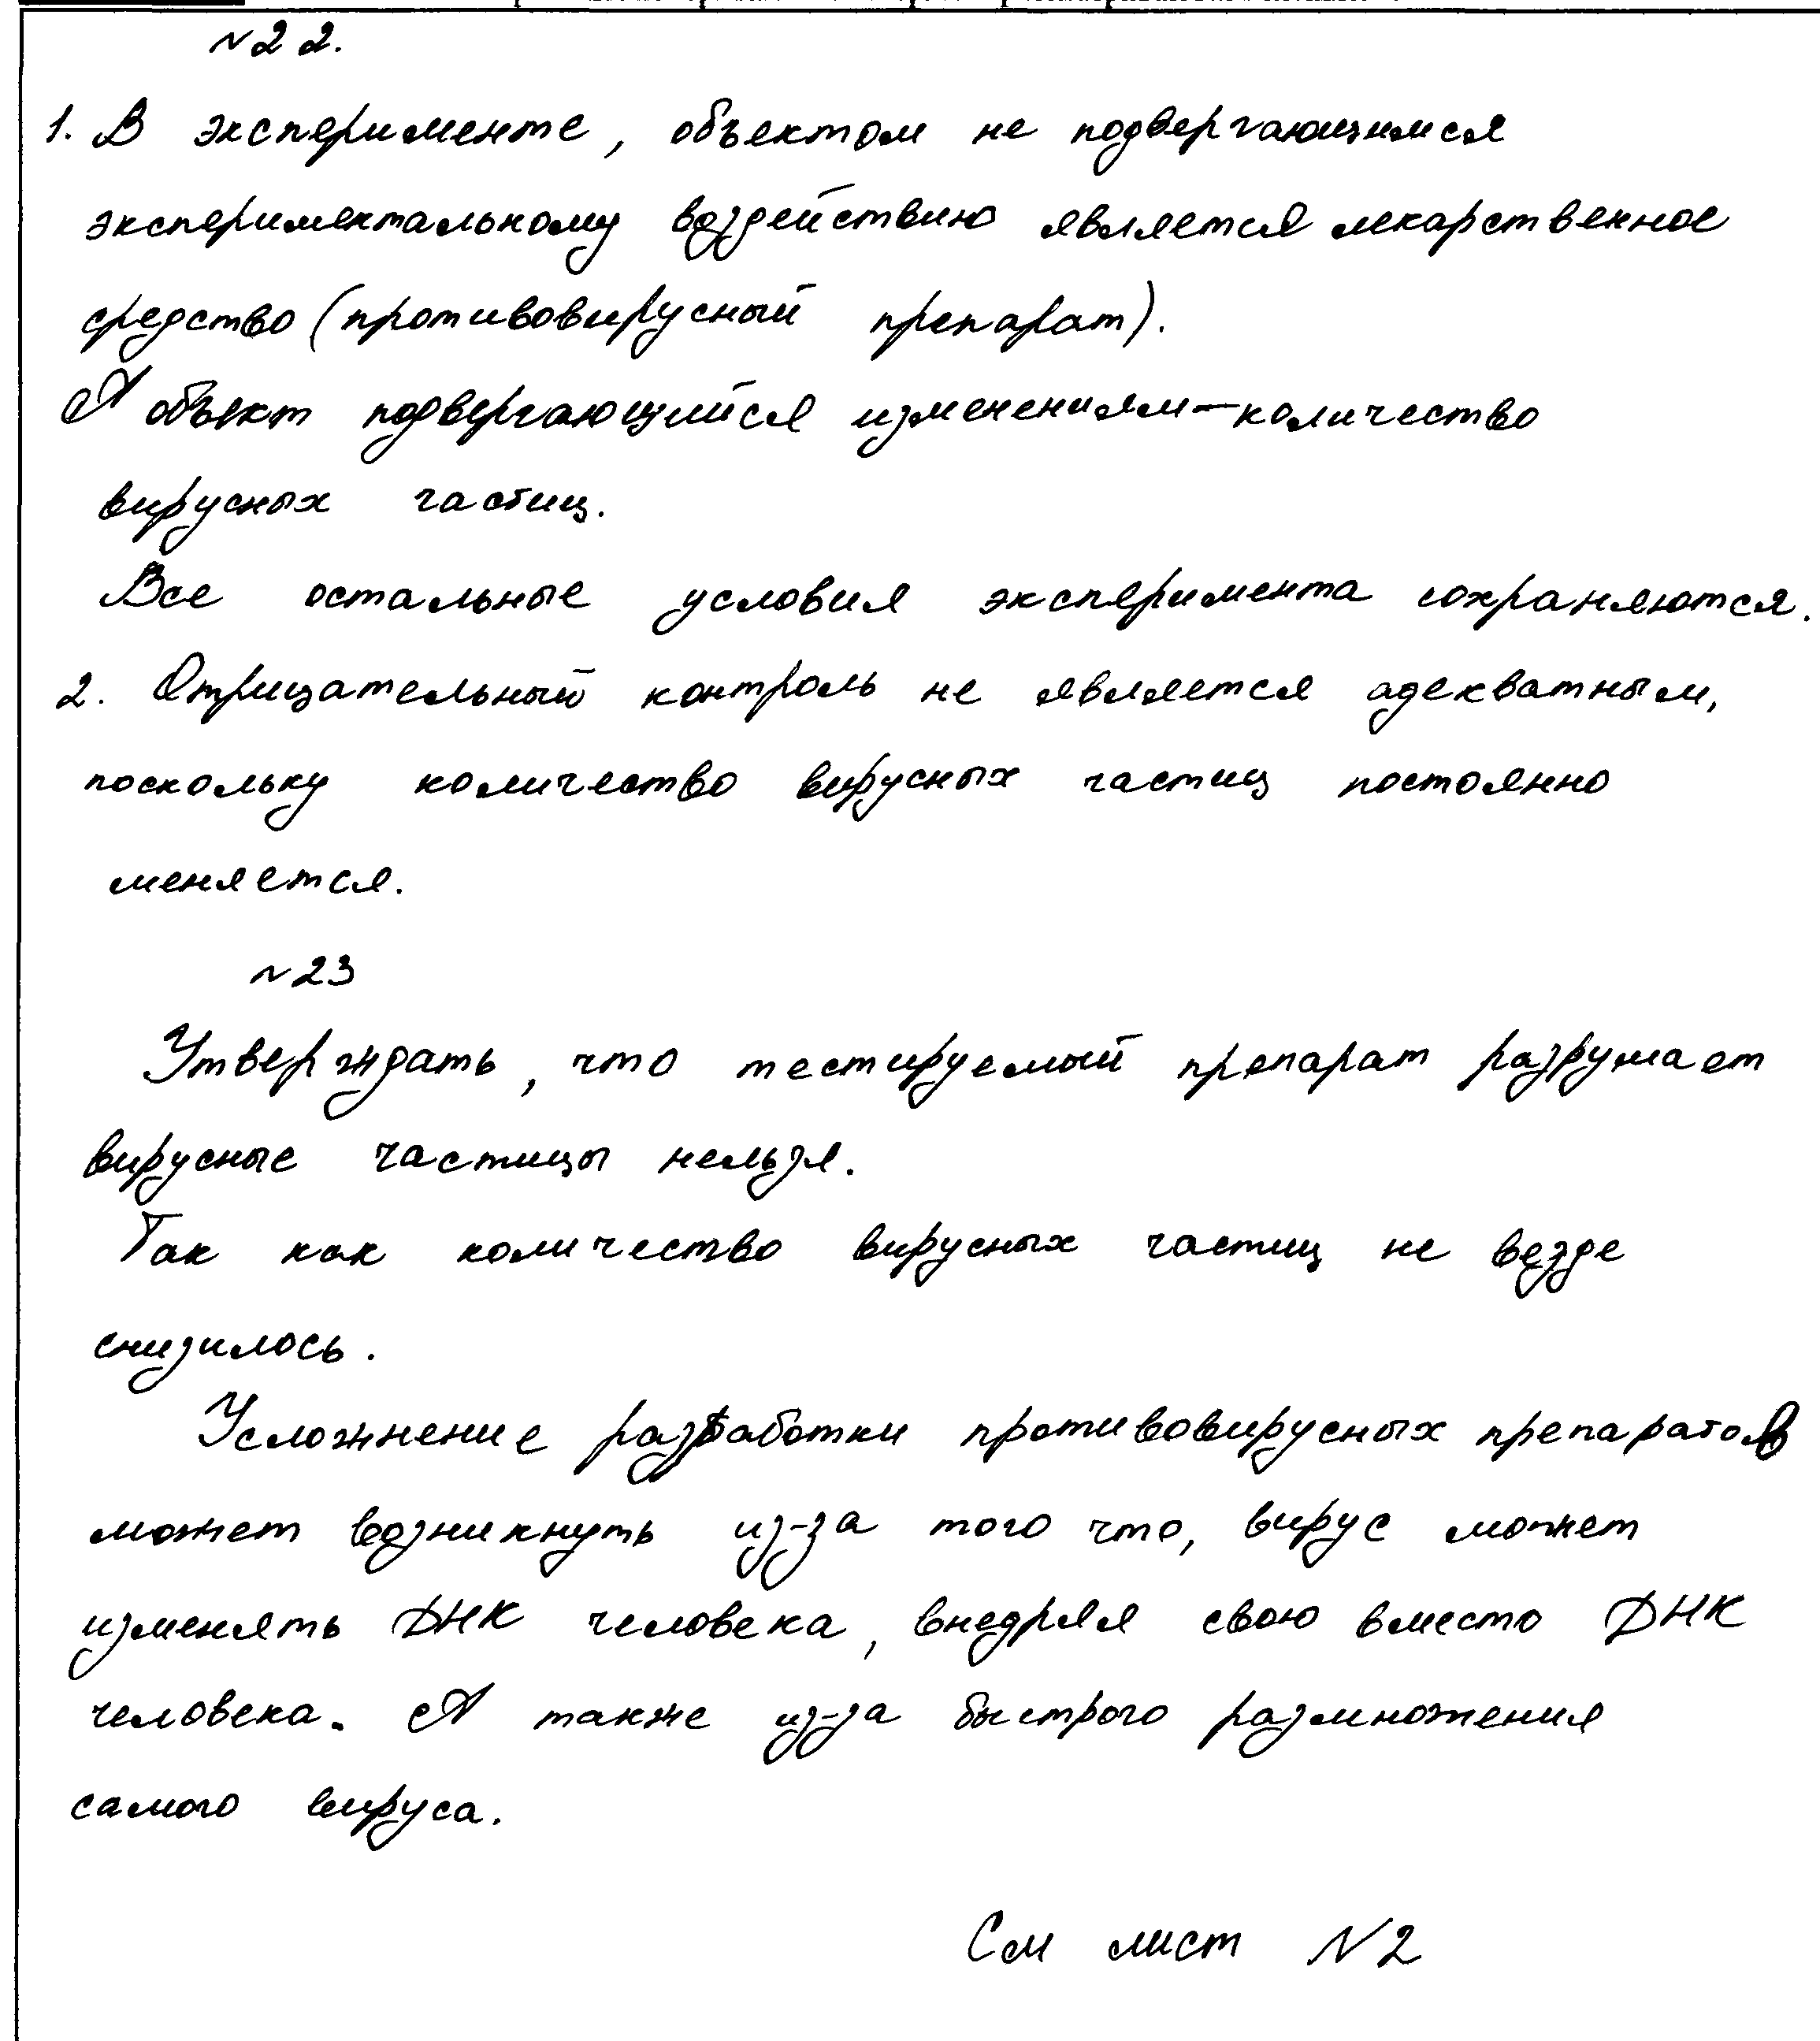 №22.
1. В эксперименте, объектом не подвергающимся
экспериментальному воздействию является лекарственное
средство (противовирусный препарат).
А объект подвергающийся изменениям—количество
вирусных частиц.
Все остальные условия эксперимента сохраняются.
2. Отрицательный контроль не является адекватным,
поскольку количество вирусных частиц постоянно
меняется.
№23
Утверждать, что тестируемый препарат разрушает
вирусные частицы нельзя.
Так как количество вирусных частиц не везде
снизилось.
Усложнение разработки противовирусных препаратов
может возникнуть из-за того что, вирус может
изменять ДНК человека, внедряя свою вместо ДНК
человека. А также из-за быстрого размножения
самого вируса.
См лист №2